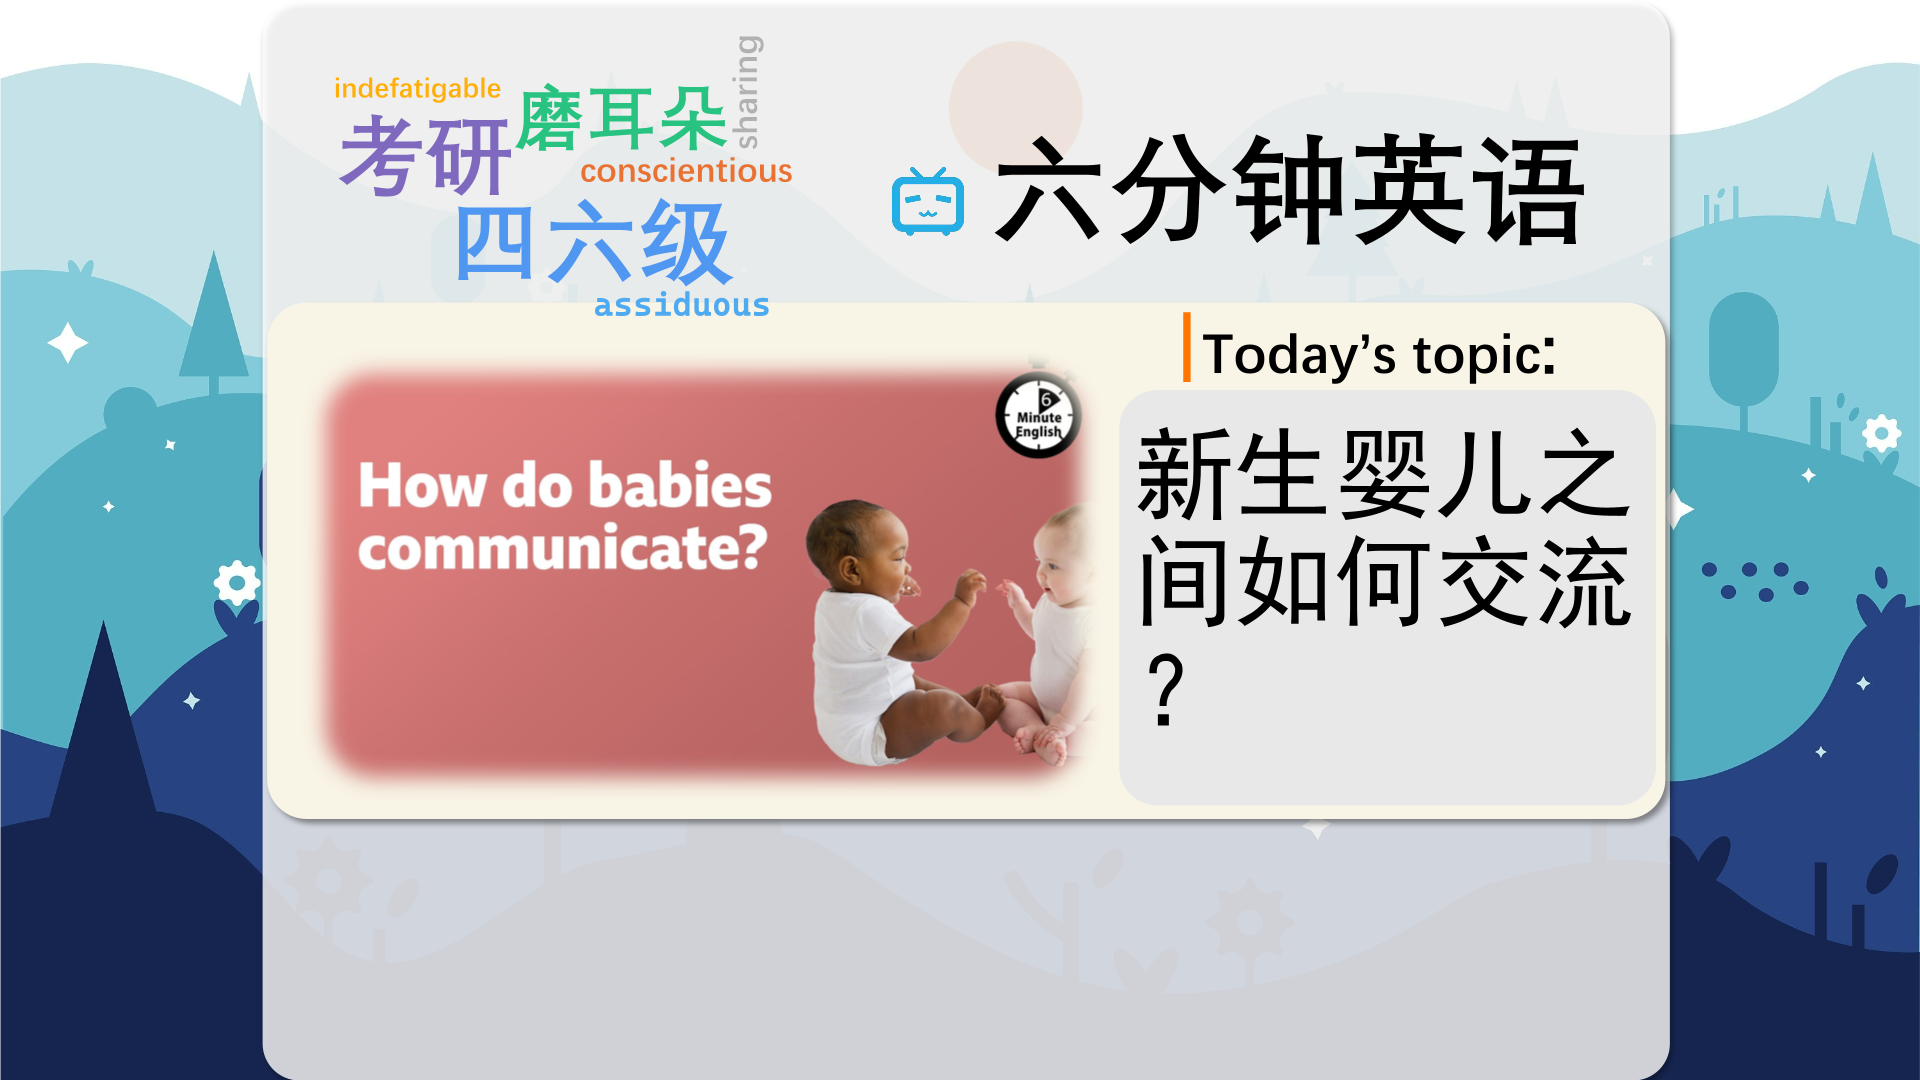 indefatigable
考研
磨耳朵
sharing
conscientious
四六级
assiduous
六分钟英语
Today’s topic:
6
Minute
English
How do babies
communicate?
新生婴儿之
间如何交流
？